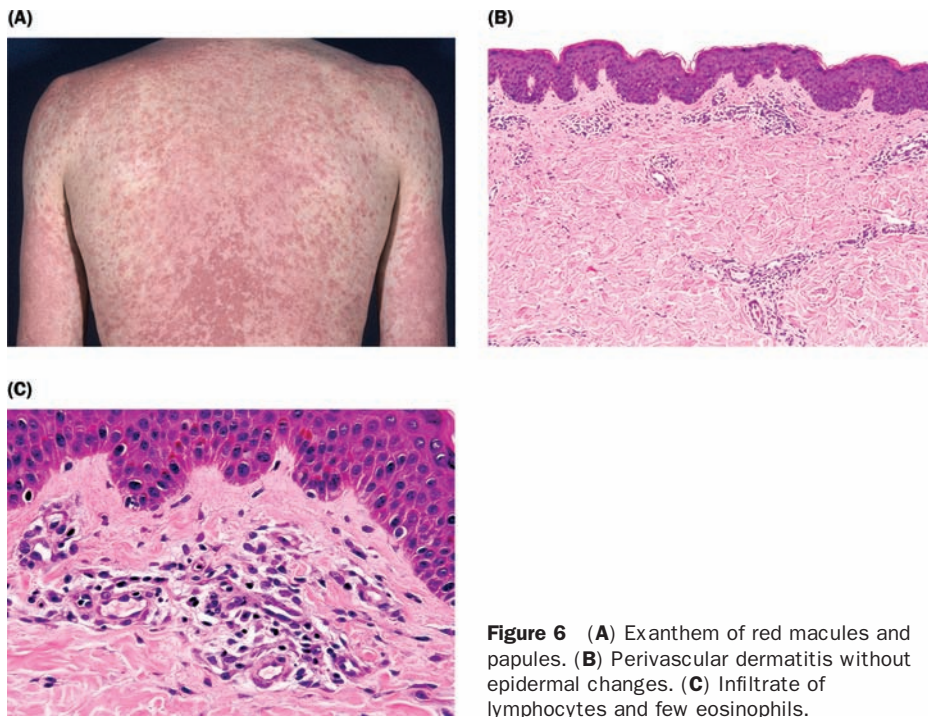 (A)
(B)
(C)
Figure 6 (A) Exanthem of red macules and
papules. (B) Perivascular dermatitis without
epidermal changes. (C) Infiltrate of
lymphocytes and few eosinophils.